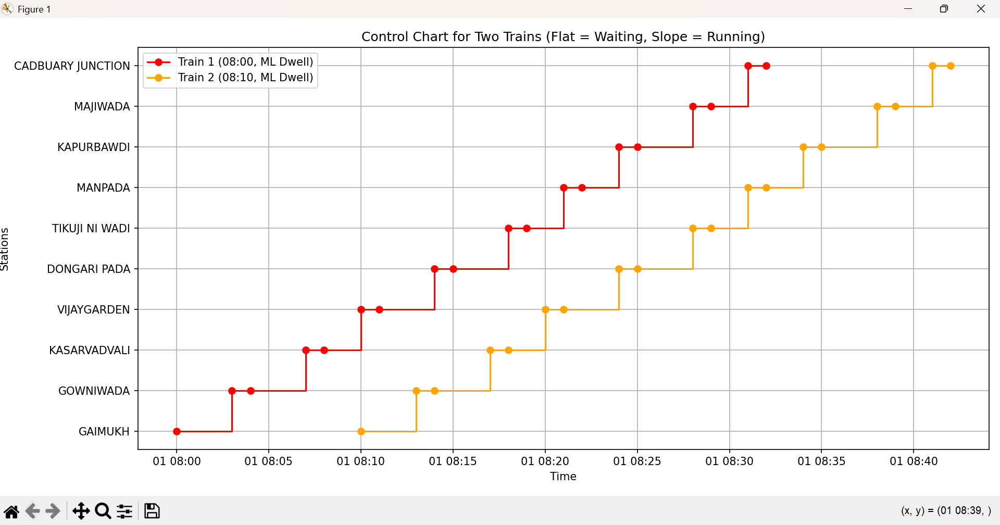 Figure 1
Control Chart for Two Trains (Flat = Waiting, Slope = Running)
Train 1 (08:00, ML Dwell)
Train 2 (08:10, ML Dwell)
Stations
CADBUARY JUNCTION
MAJIWADA
KAPURBAWDI
MANPADA
TIKUJI NI WADI
DONGARI PADA
VIJAYGARDEN
KASARVADVALI
GOWNIWADA
GAIMUKH
01 08:00 01 08:05 01 08:10 01 08:15 01 08:20 01 08:25 01 08:30 01 08:35 01 08:40
Time
(x, y) = (01 08:39, )